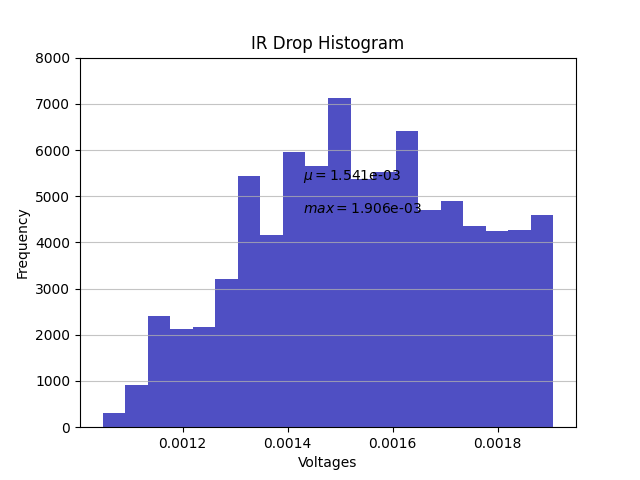 IR Drop Histogram
8000
7000
6000
5000
4000
3000
2000
1000
0
Frequency
μ = 1.541e-03
max = 1.906e-03
0.0012 0.0014 0.0016 0.0018
Voltages